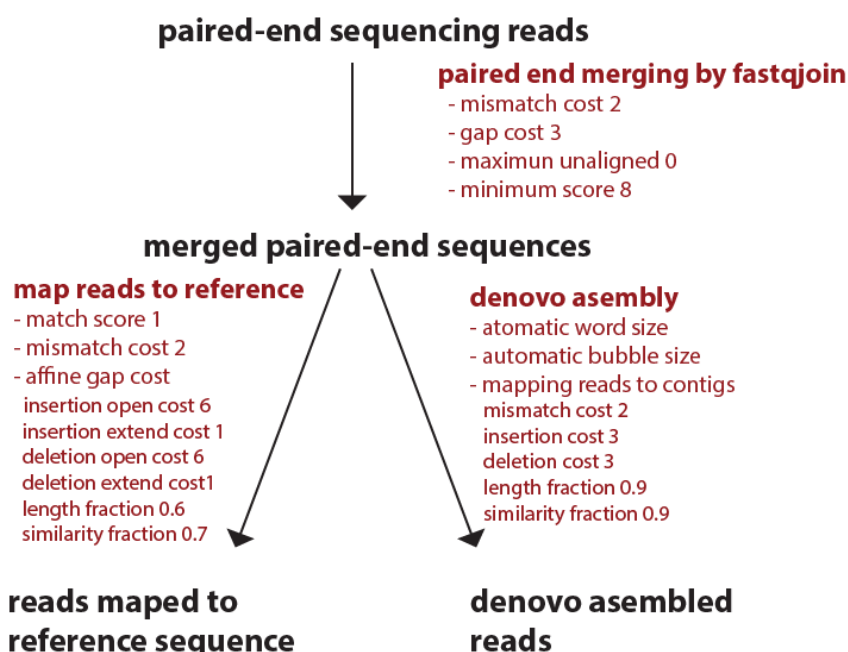 paired-end sequencing reads
paired end merging by fastqjoin
- mismatch cost 2
- gap cost 3
- maximun unaligned 0
- minimum score 8
merged paired-end sequences
map reads to reference
- match score 1
- mismatch cost 2
- affine gap cost
insertion open cost 6
insertion extend cost 1
deletion open cost 6
deletion extend cost1
length fraction 0.6
similarity fraction 0.7
denovo asembly
- atomatic word size
- automatic bubble size
- mapping reads to contigs
mismatch cost 2
insertion cost 3
deletion cost 3
length fraction 0.9
similarity fraction 0.9
reads maped to
reference sequence
denovo asembled
reads